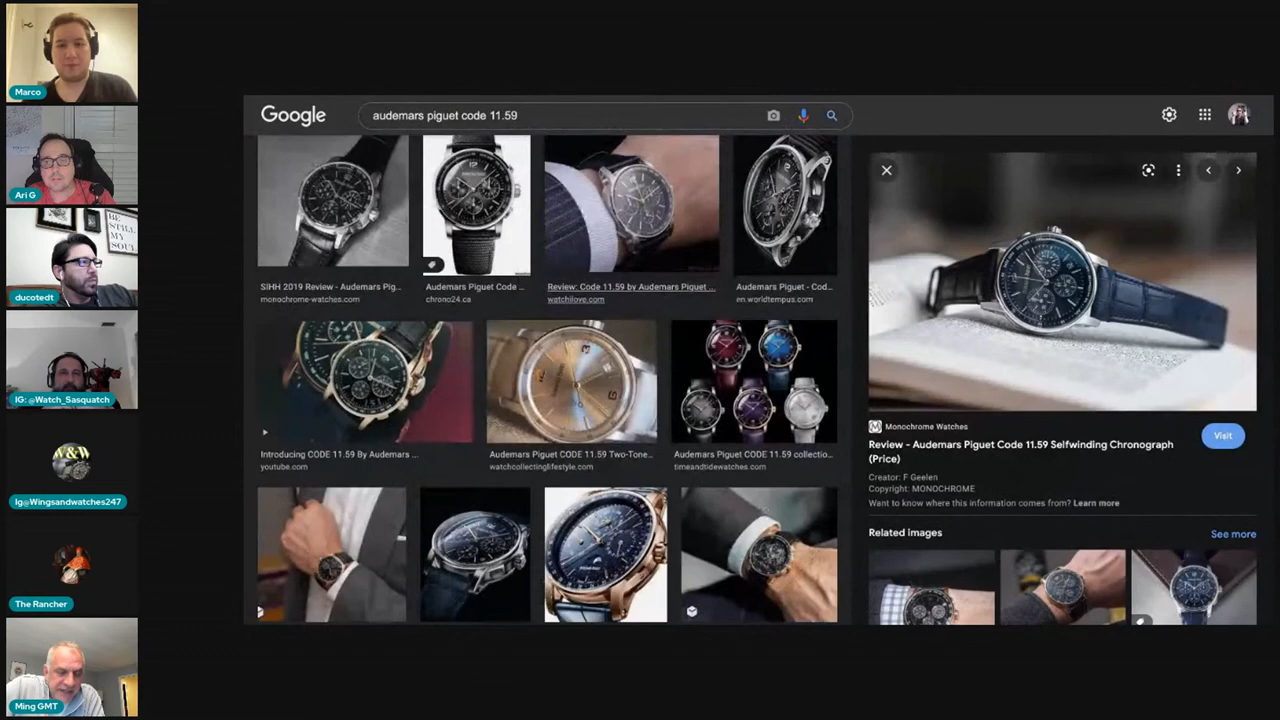 Marco
Ari G
BE
STILL
MY
SOUL
ducotedt
IG: @Watch_Sasquatch
W&W
Ig@Wingsandwatches247
The Rancher
Ming GMT
Google
audemars piguet code 11.59
SIHH 2019 Review - Audemars Pig...
monochrome-watches.com
Audemars Piguet Code ...
chrono24.ca
Review: Code 11.59 by Audemars Piguet ...
watchilove.com
Audemars Piguet - Cod...
en.worldtempus.com
Introducing CODE 11.59 By Audemars ...
youtube.com
Audemars Piguet CODE 11.59 Two-Tone...
watchcollectinglifestyle.com
Audemars Piguet CODE 11.59 collectio...
timeandtidewatches.com
Monochrome Watches
Review - Audemars Piguet Code 11.59 Selfwinding Chronograph
(Price)
Visit
Creator: F Geelen
Copyright: MONOCHROME
Want to know where this information comes from? Learn more
Related images
See more